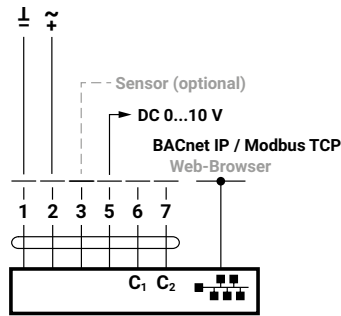 ⊥ ~
= +
Sensor (optional)
DC 0...10 V
BACnet IP / Modbus TCP
Web-Browser
1 2 3 5 6 7
C₁ C₂